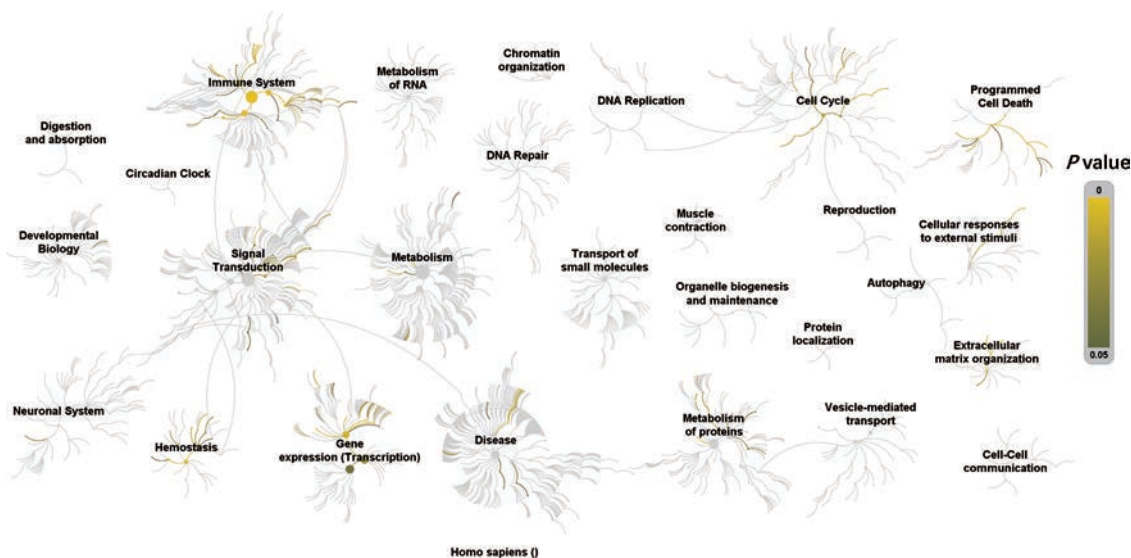 Immune System
Metabolism
of RNA
Chromatin
organization
DNA Replication
Cell Cycle
Programmed
Cell Death
Digestion
and absorption
Circadian Clock
DNA Repair
P value
0
0.05
Developmental
Biology
Signal
Transduction
Metabolism
Transport of
small molecules
Muscle
contraction
Reproduction
Cellular responses
to external stimuli
Organelle biogenesis
and maintenance
Autophagy
Protein
localization
Extracellular
matrix organization
Neuronal System
Hemostasis
Gene
expression (Transcription)
Disease
Metabolism
of proteins
Vesicle-mediated
transport
Cell-Cell
communication
Homo sapiens ()